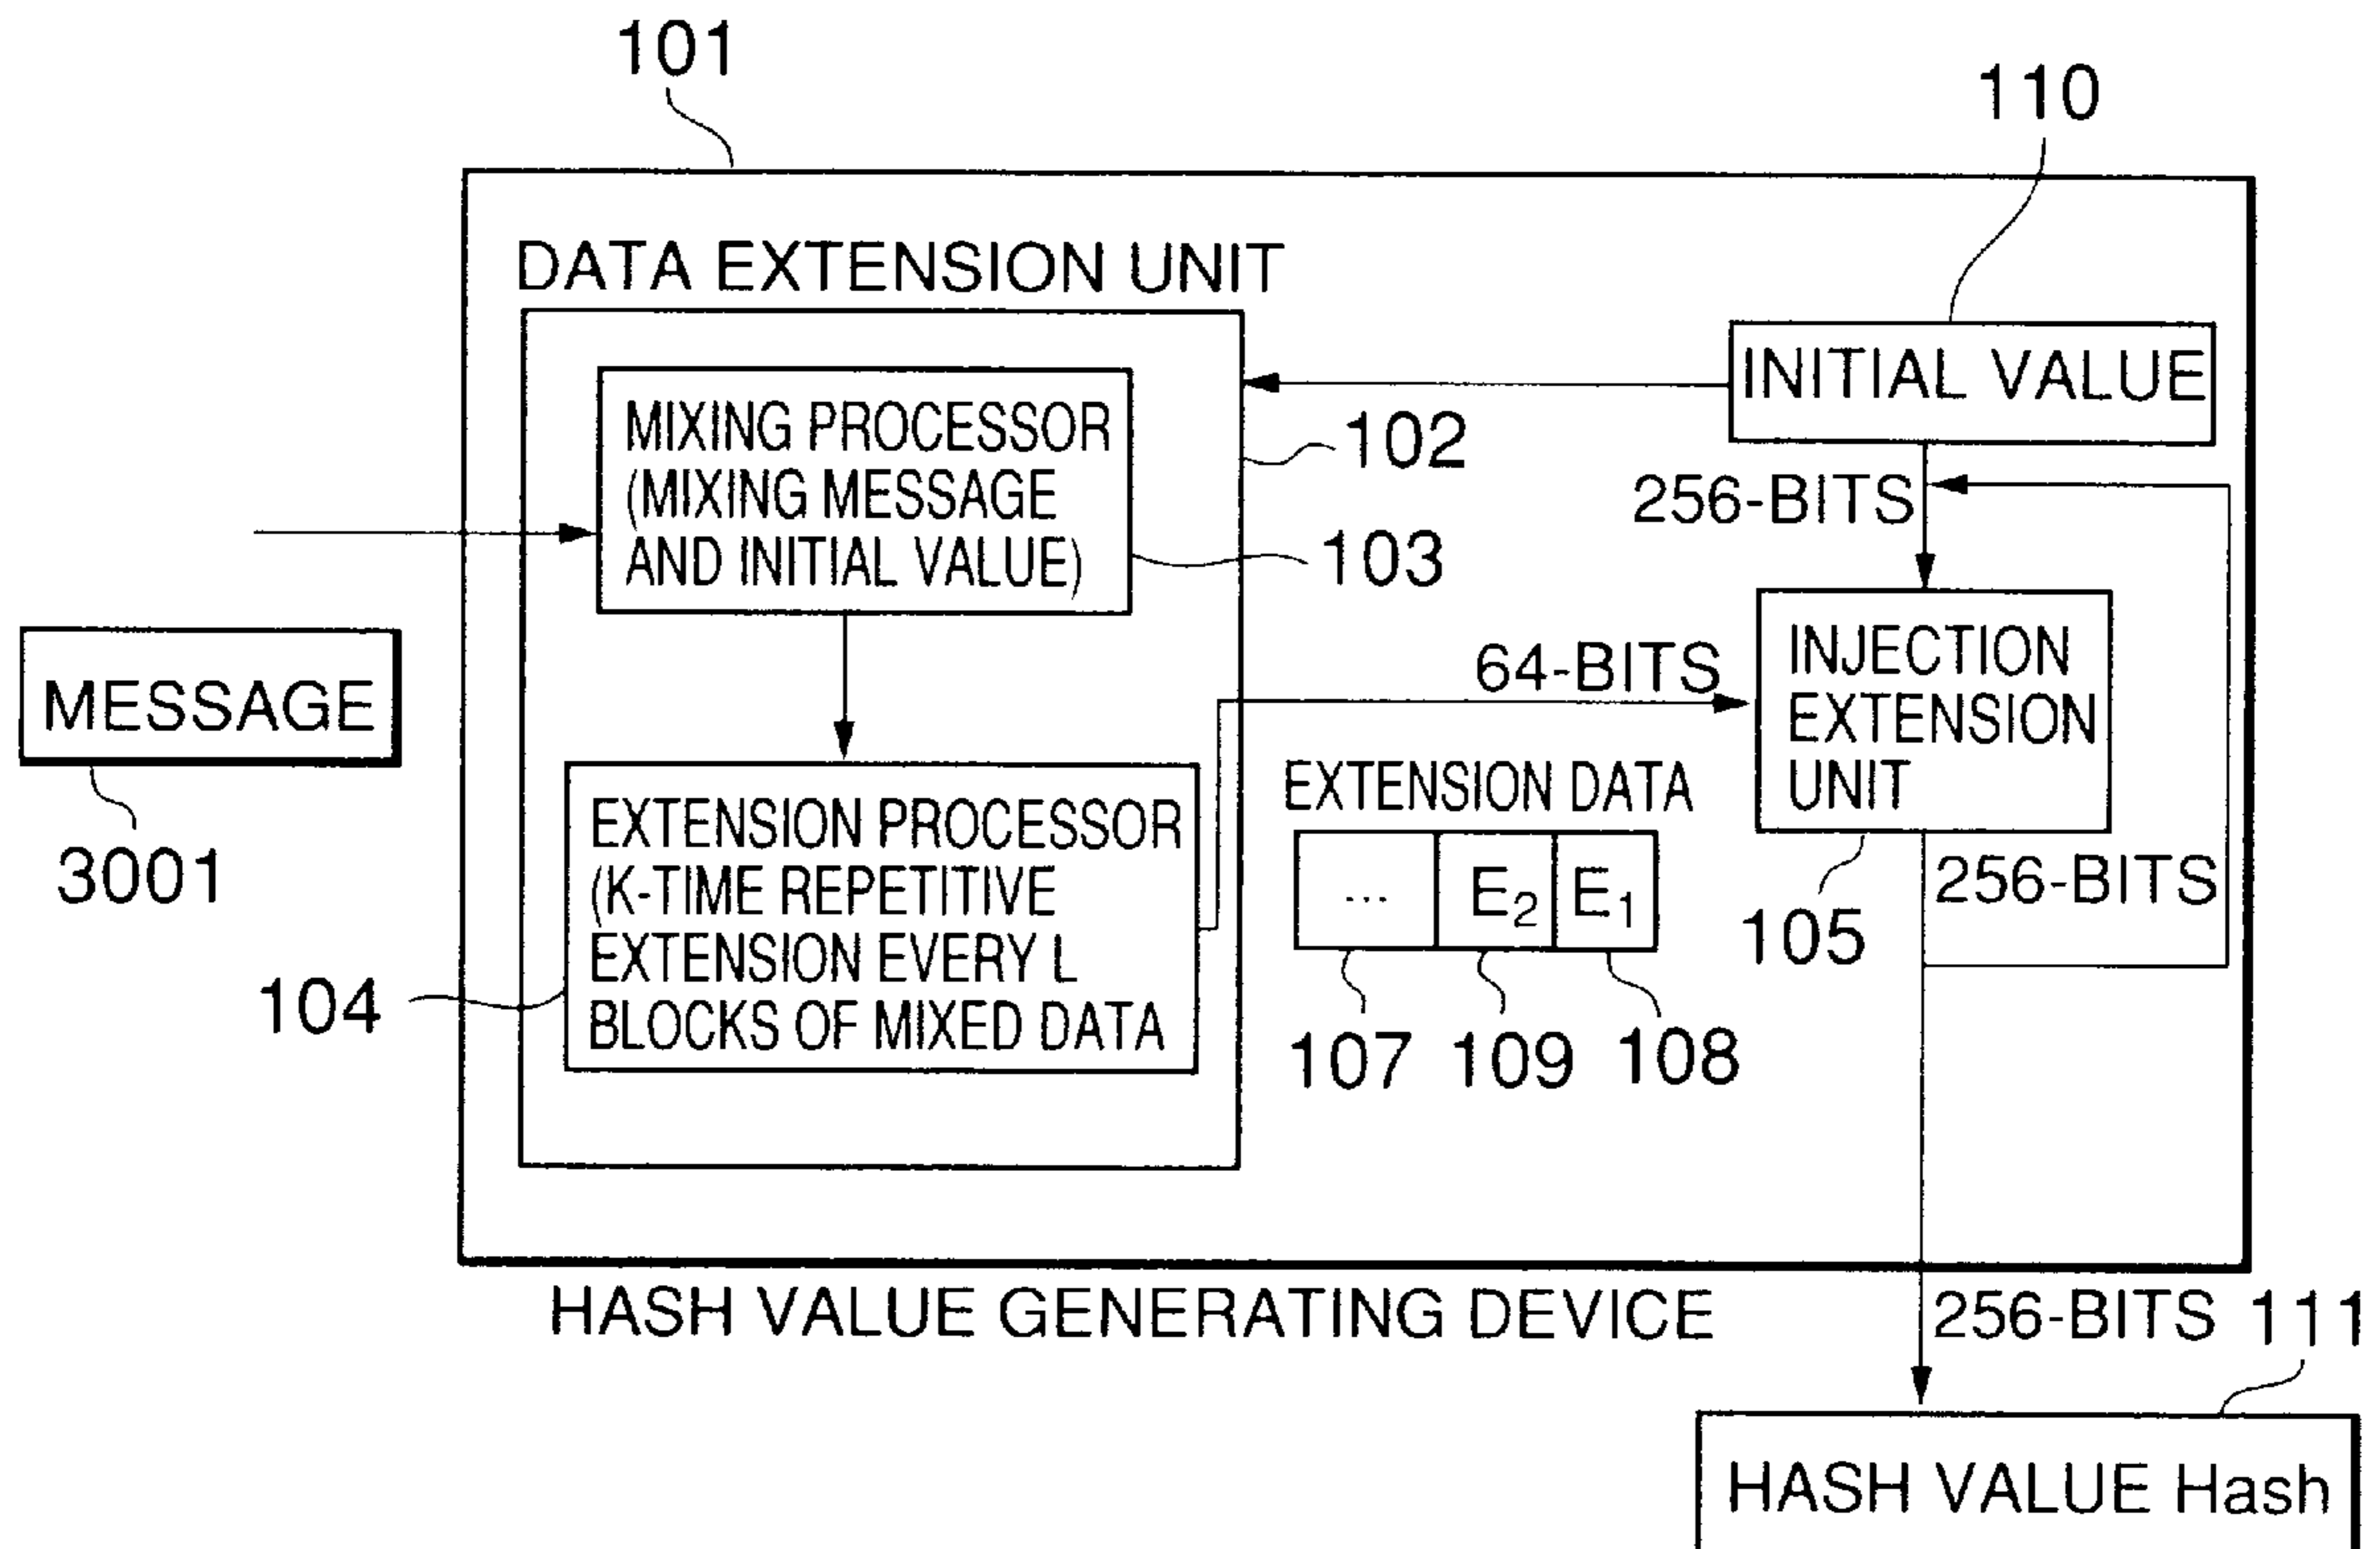 101
110
DATA EXTENSION UNIT
INITIAL VALUE
MIXING PROCESSOR
(MIXING MESSAGE
AND INITIAL VALUE)
102
103
256-BITS
MESSAGE
3001
64-BITS
INJECTION
EXTENSION
UNIT
105
256-BITS
EXTENSION PROCESSOR
(K-TIME REPETITIVE
EXTENSION EVERY L
BLOCKS OF MIXED DATA
104
EXTENSION DATA
... E2 E1
107 109 108
HASH VALUE GENERATING DEVICE
256-BITS
111
HASH VALUE Hash